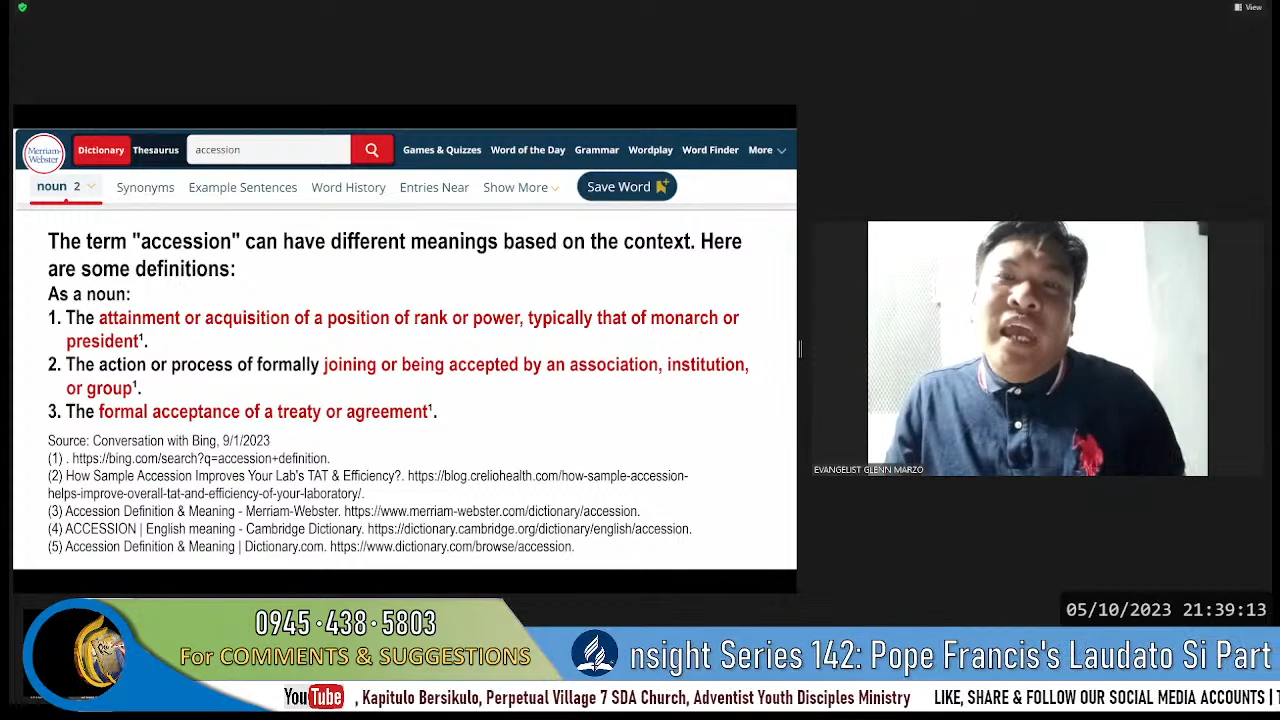 View
Merriam-
Webster
Dictionary Thesaurus accession Games & Quizzes Word of the Day Grammar Wordplay Word Finder More
noun 2 Synonyms Example Sentences Word History Entries Near Show More Save Word
The term "accession" can have different meanings based on the context. Here
are some definitions:
As a noun:
1. The attainment or acquisition of a position of rank or power, typically that of monarch or
president¹.
2. The action or process of formally joining or being accepted by an association, institution,
or group¹.
3. The formal acceptance of a treaty or agreement¹.
Source: Conversation with Bing, 9/1/2023
(1) . https://bing.com/search?q=accession+definition.
(2) How Sample Accession Improves Your Lab's TAT & Efficiency?. https://blog.creliohealth.com/how-sample-accession-
helps-improve-overall-tat-and-efficiency-of-your-laboratory/.
(3) Accession Definition & Meaning - Merriam-Webster. https://www.merriam-webster.com/dictionary/accession.
(4) ACCESSION | English meaning - Cambridge Dictionary. https://dictionary.cambridge.org/dictionary/english/accession.
(5) Accession Definition & Meaning | Dictionary.com. https://www.dictionary.com/browse/accession.
EVANGELIST GLENN MARZO
05/10/2023 21:39:13
0945·438·5803
For COMMENTS & SUGGESTIONS
nsight Series 142: Pope Francis's Laudato Si Part
YouTube , Kapitulo Bersikulo, Perpetual Village 7 SDA Church, Adventist Youth Disciples Ministry LIKE, SHARE & FOLLOW OUR SOCIAL MEDIA ACCOUNTS | T